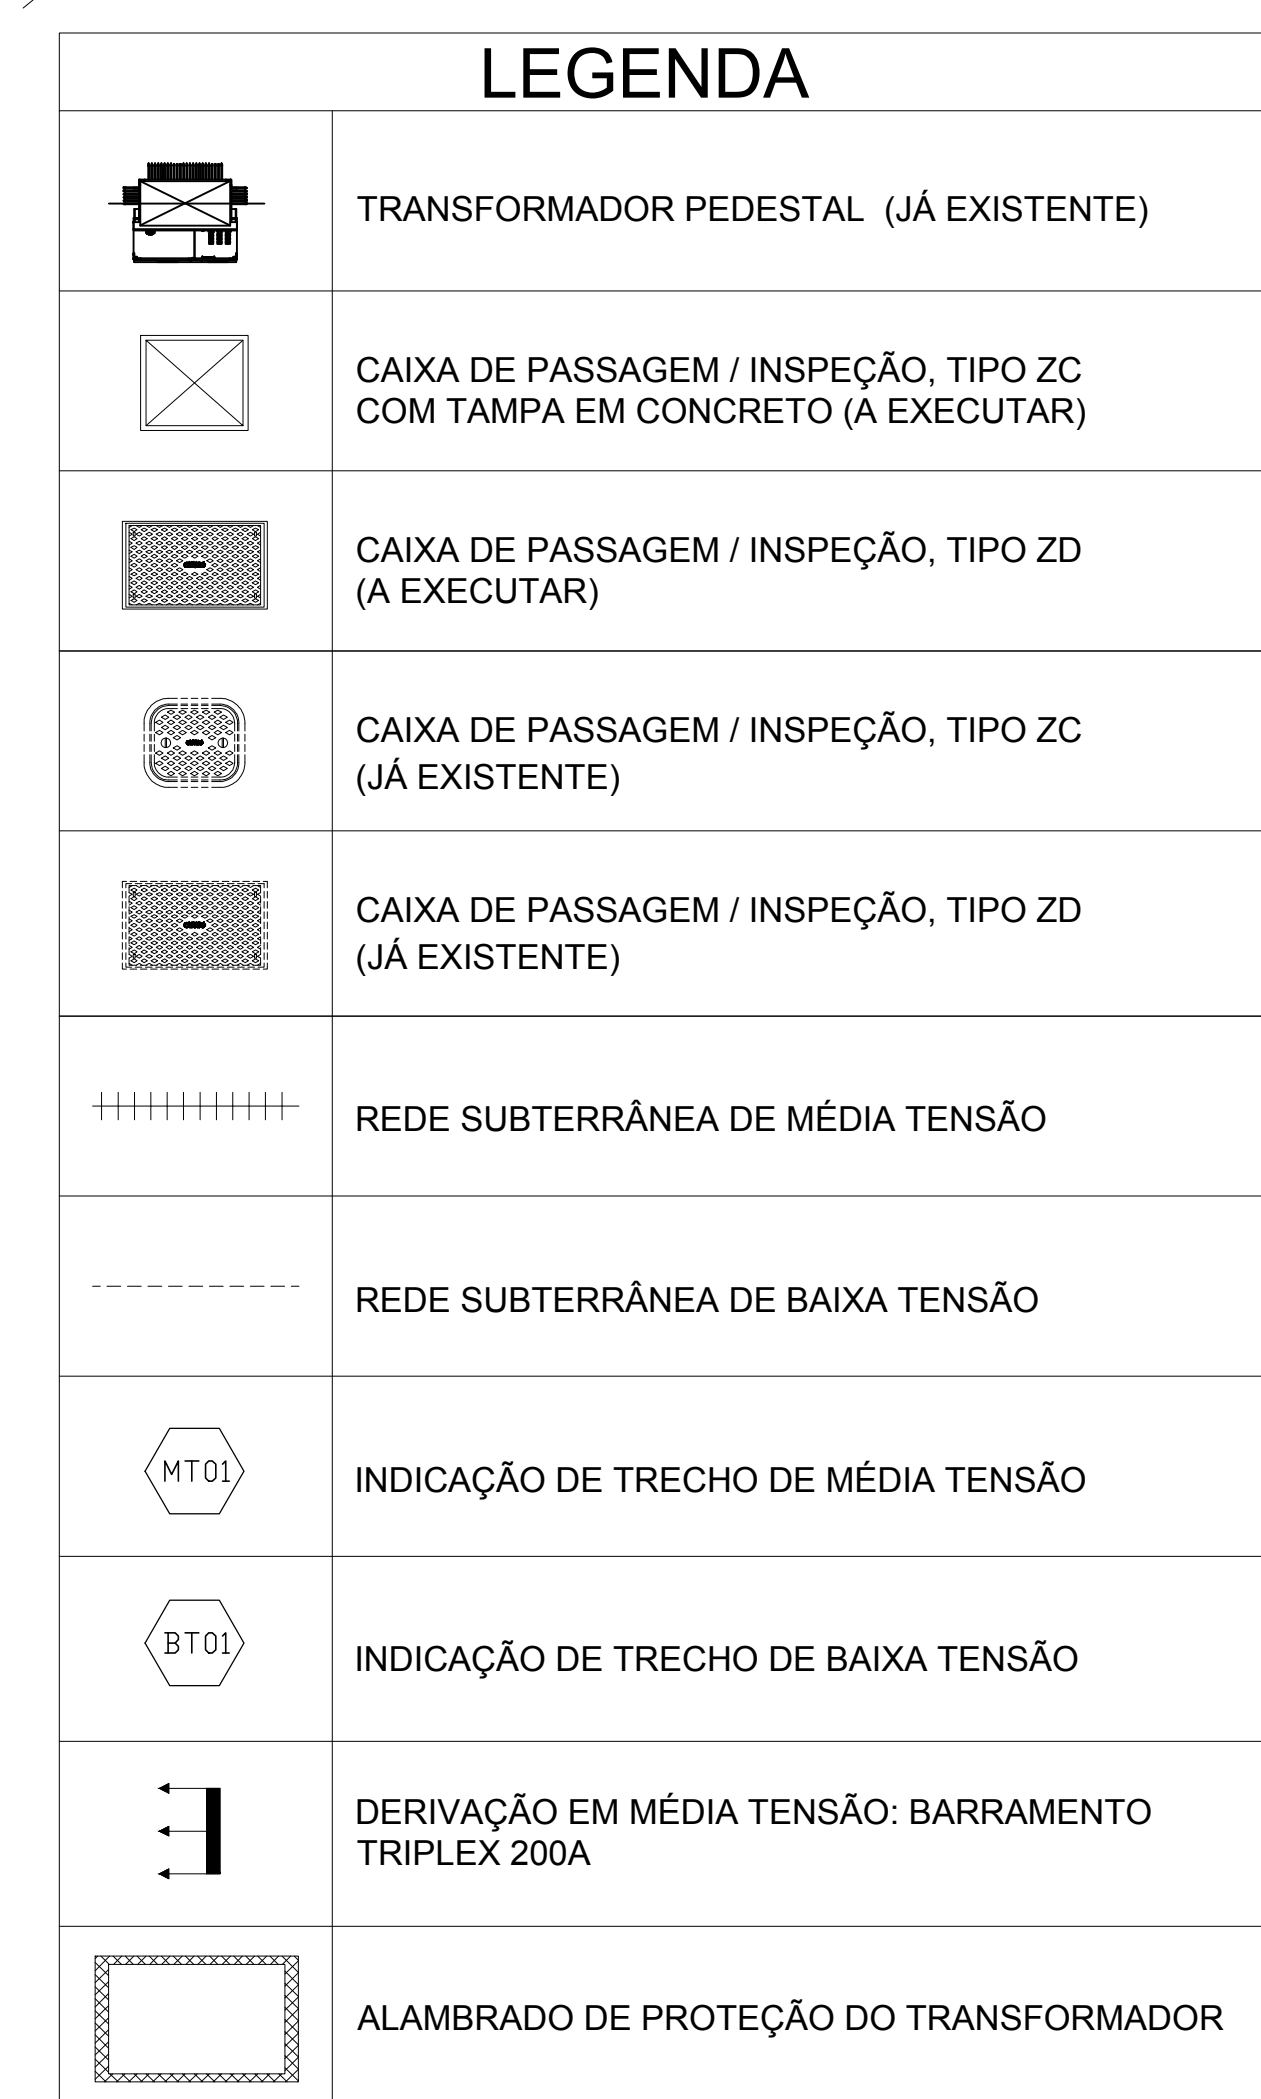 LEGENDA
TRANSFORMADOR PEDESTAL (JÁ EXISTENTE)
CAIXA DE PASSAGEM / INSPEÇÃO, TIPO ZC
COM TAMPA EM CONCRETO (A EXECUTAR)
CAIXA DE PASSAGEM / INSPEÇÃO, TIPO ZD
(A EXECUTAR)
CAIXA DE PASSAGEM / INSPEÇÃO, TIPO ZC
(JÁ EXISTENTE)
CAIXA DE PASSAGEM / INSPEÇÃO, TIPO ZD
(JÁ EXISTENTE)
REDE SUBTERRÂNEA DE MÉDIA TENSÃO
REDE SUBTERRÂNEA DE BAIXA TENSÃO
MT01
INDICAÇÃO DE TRECHO DE MÉDIA TENSÃO
BT01
INDICAÇÃO DE TRECHO DE BAIXA TENSÃO
DERIVAÇÃO EM MÉDIA TENSÃO: BARRAMENTO
TRIPLEX 200A
ALAMBRADO DE PROTEÇÃO DO TRANSFORMADOR